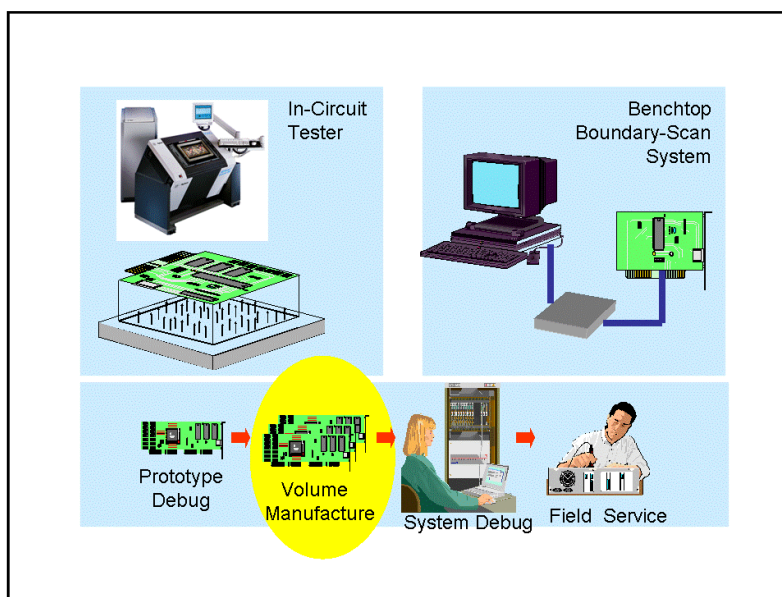 In-Circuit
Tester
Benchtop
Boundary-Scan
System
Prototype
Debug
Volume
Manufacture
System Debug
Field Service